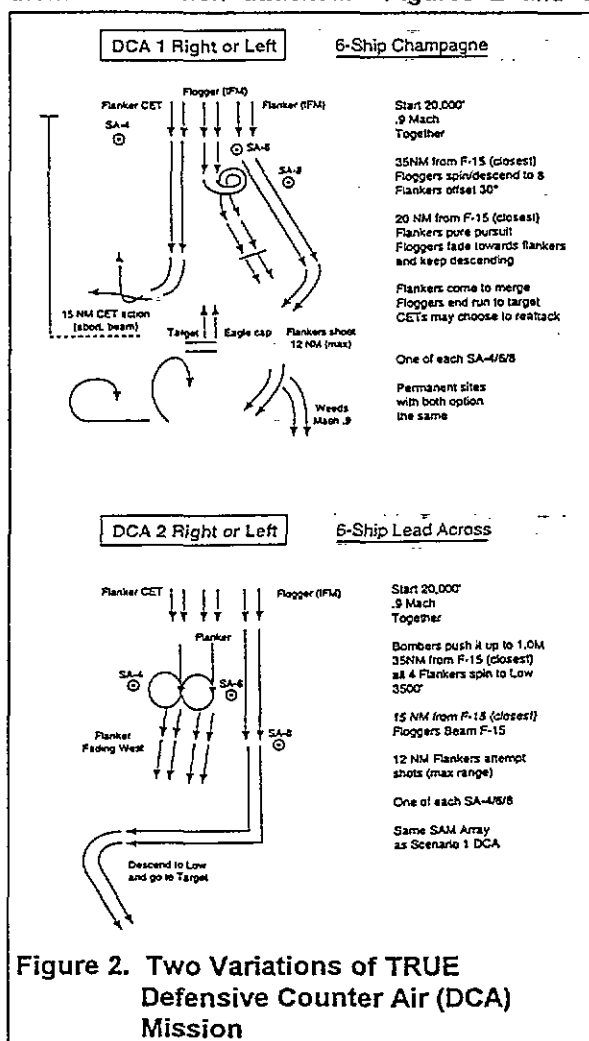 DCA 1 Right or Left
6-Ship Champagne
Flogger (IFM)
Flanker CET
Flanker (IFM)
SA-4
SA-6
SA-8
15 NM CET action
(abort, beam)
Target
Eagle cap
Flankers shoot
12 NM (max)
Weeds
Mach .9
Start 20,000'
.9 Mach
Together
35NM from F-15 (closest)
Floggers spin/descend to 8
Flankers offset 30°
20 NM from F-15 (closest)
Flankers pure pursuit
Floggers fade towards flankers
and keep descending
Flankers come to merge
Floggers end run to target
CETs may choose to reattack
One of each SA-4/6/8
Permanent sites
with both option
the same
DCA 2 Right or Left
6-Ship Lead Across
Flanker CET
Flogger (IFM)
Flanker
SA-4
SA-6
SA-8
Flanker
Fading West
Descend to Low
and go to Target
Start 20,000'
.9 Mach
Together
Bombers push it up to 1.0M
35NM from F-15 (closest)
all 4 Flankers spin to Low
3500'
15 NM from F-15 (closest)
Floggers Beam F-15
12 NM Flankers attempt
shots (max range)
One of each SA-4/6/8
Same SAM Array
as Scenario 1 DCA
Figure 2. Two Variations of TRUE
Defensive Counter Air (DCA)
Mission